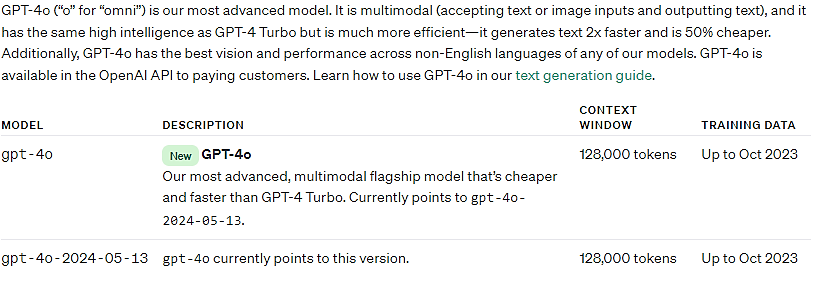 GPT-4o (“o” for “omni”) is our most advanced model. It is multimodal (accepting text or image inputs and outputting text), and it
has the same high intelligence as GPT-4 Turbo but is much more efficient—it generates text 2x faster and is 50% cheaper.
Additionally, GPT-4o has the best vision and performance across non-English languages of any of our models. GPT-4o is
available in the OpenAI API to paying customers. Learn how to use GPT-4o in our text generation guide.
CONTEXT
MODEL DESCRIPTION WINDOW TRAINING DATA
gpt-4o New GPT-4o 128,000 tokens Up to Oct 2023
Our most advanced, multimodal flagship model that’s cheaper
and faster than GPT-4 Turbo. Currently points to gpt-4o-
2024-05-13.
gpt-4o-2024-05-13 gpt-4o currently points to this version. 128,000 tokens Up to Oct 2023